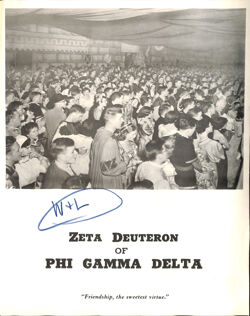 W+L
ZETA DEUTERON
OF
PHI GAMMA DELTA
"Friendship, the sweetest virtue."